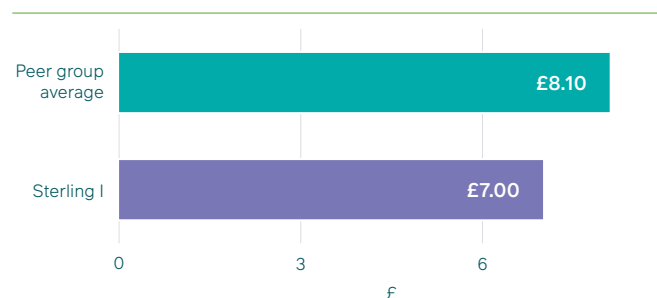 Peer group
average
£8.10
Sterling I
£7.00
0 3 6
£